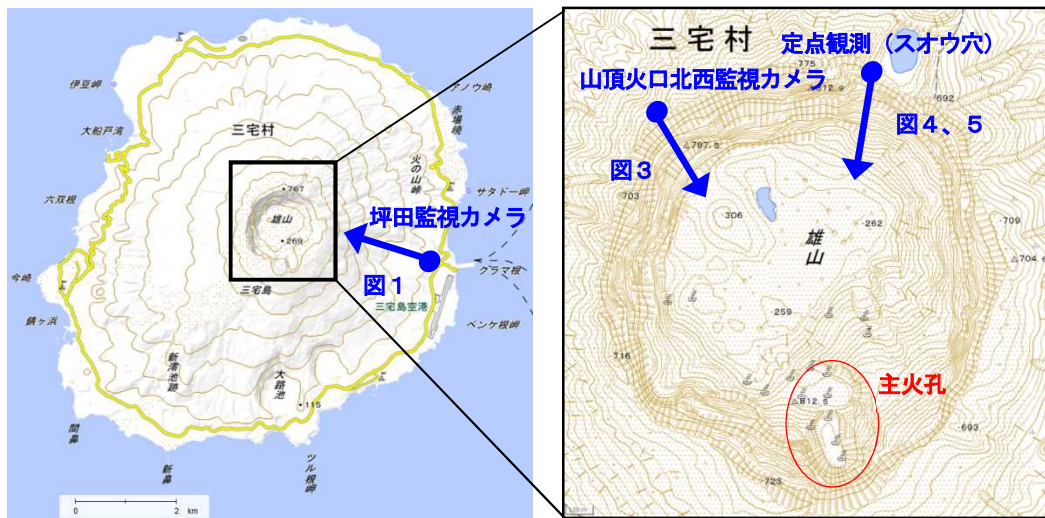 伊豆岬
大船戸湾
六双根
今崎
錆ヶ浜
新澪池跡
間鼻
新鼻
三宅村
・767
雄山
・269
三宅島
大路池
・115
ツル根岬
アノウ崎
赤場暁
火の山峠
サタドー岬
坪田監視カメラ
図１
三宅島空港
ベンケ根岬
0
2
km
三宅村
定点観測（スオウ穴）
775
812.9
692
山頂火口北西監視カメラ
図４、５
797.5
図３
・703
306
・262
・709
雄山
704.
・259
・716
主火孔
812.
・693
・723